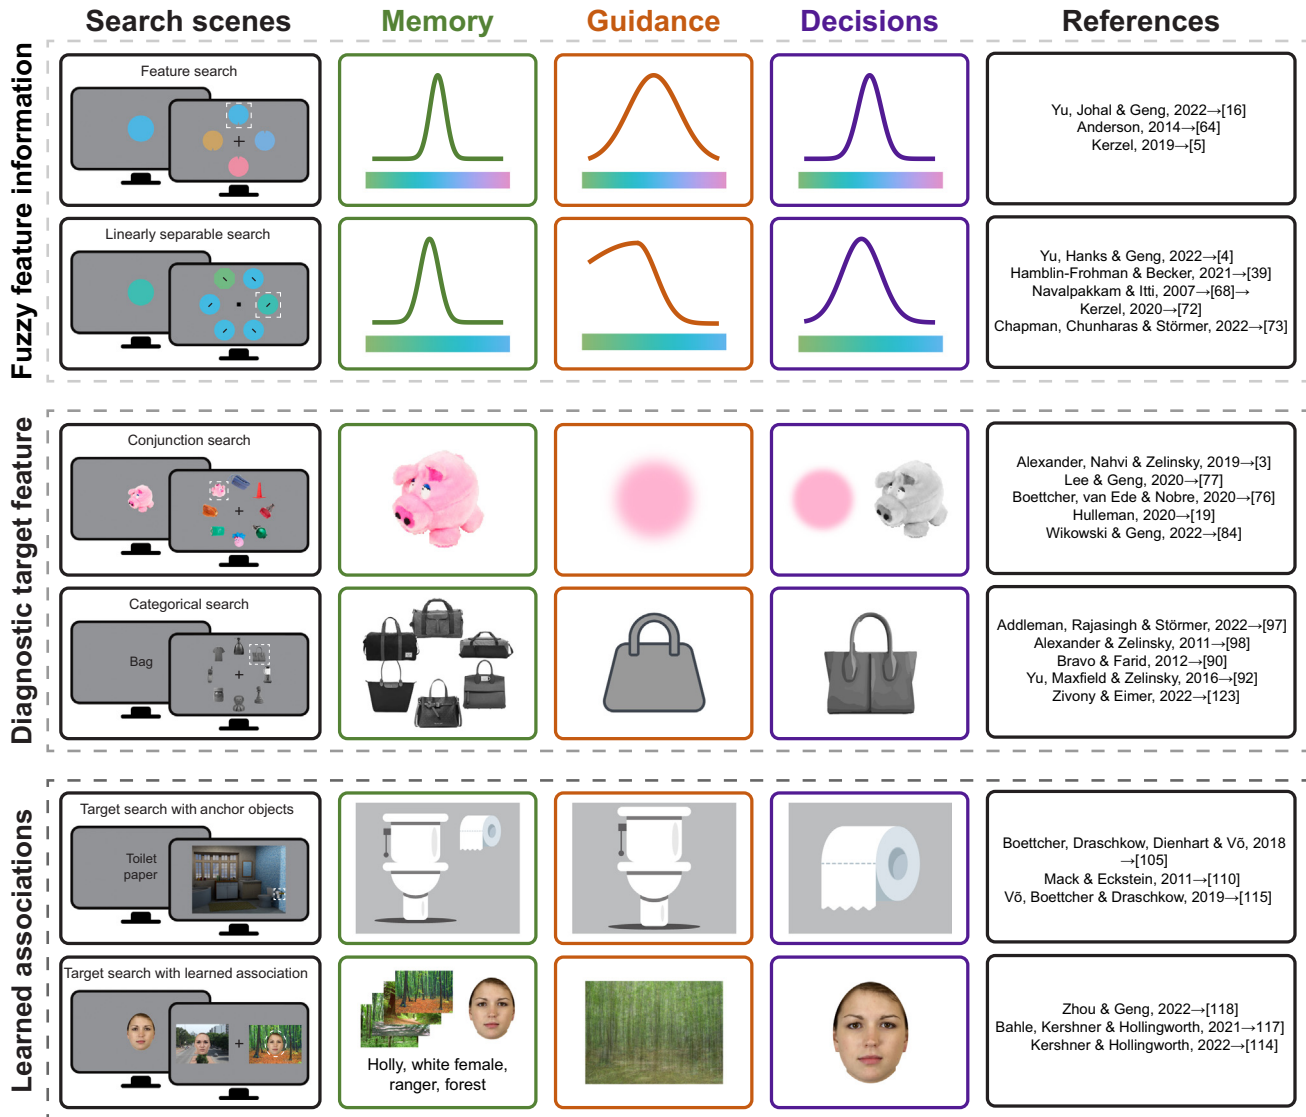 Search scenes
Memory
Guidance
Decisions
References
Fuzzy feature information
Feature search
Yu, Johal & Geng, 2022→[16]
Anderson, 2014→[64]
Kerzel, 2019→[5]
Linearly separable search
Yu, Hanks & Geng, 2022→[4]
Hamblin-Frohman & Becker, 2021→[39]
Navalpakkam & Itti, 2007→[68]→
Kerzel, 2020→[72]
Chapman, Chunharas & Störmer, 2022→[73]
Diagnostic target feature
Conjunction search
Alexander, Nahvi & Zelinsky, 2019→[3]
Lee & Geng, 2020→[77]
Boettcher, van Ede & Nobre, 2020→[76]
Hulleman, 2020→[19]
Wikowski & Geng, 2022→[84]
Categorical search
Bag
Addleman, Rajasingh & Störmer, 2022→[97]
Alexander & Zelinsky, 2011→[98]
Bravo & Farid, 2012→[90]
Yu, Maxfield & Zelinsky, 2016→[92]
Zivony & Eimer, 2022→[123]
Learned associations
Target search with anchor objects
Toilet
paper
Boettcher, Draschkow, Dienhart & Võ, 2018
→[105]
Mack & Eckstein, 2011→[110]
Võ, Boettcher & Draschkow, 2019→[115]
Target search with learned association
Holly, white female,
ranger, forest
Zhou & Geng, 2022→[118]
Bahle, Kershner & Hollingworth, 2021→117]
Kershner & Hollingworth, 2022→[114]